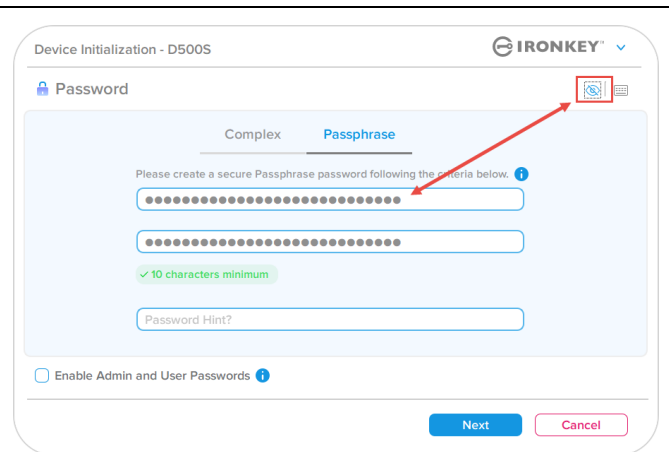 Device Initialization - D500S
IRONKEY™
Password
Complex
Passphrase
Please create a secure Passphrase password following the criteria below.
●●●●●●●●●●●●●●●●●●●●●●●●●●●●
●●●●●●●●●●●●●●●●●●●●●●●●●●●●
✓ 10 characters minimum
Password Hint?
Enable Admin and User Passwords
Next
Cancel